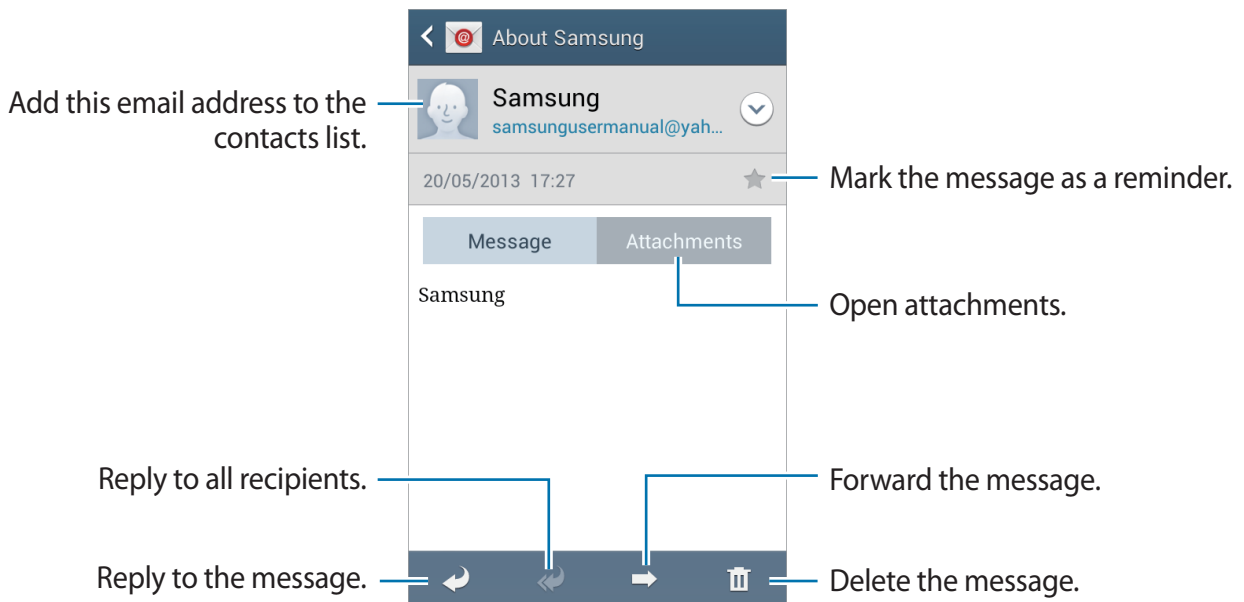 About Samsung
Add this email address to the
contacts list.
Samsung
samsungusermanual@yah...
20/05/2013 17:27
Mark the message as a reminder.
Message
Attachments
Samsung
Open attachments.
Reply to all recipients.
Forward the message.
Reply to the message.
Delete the message.